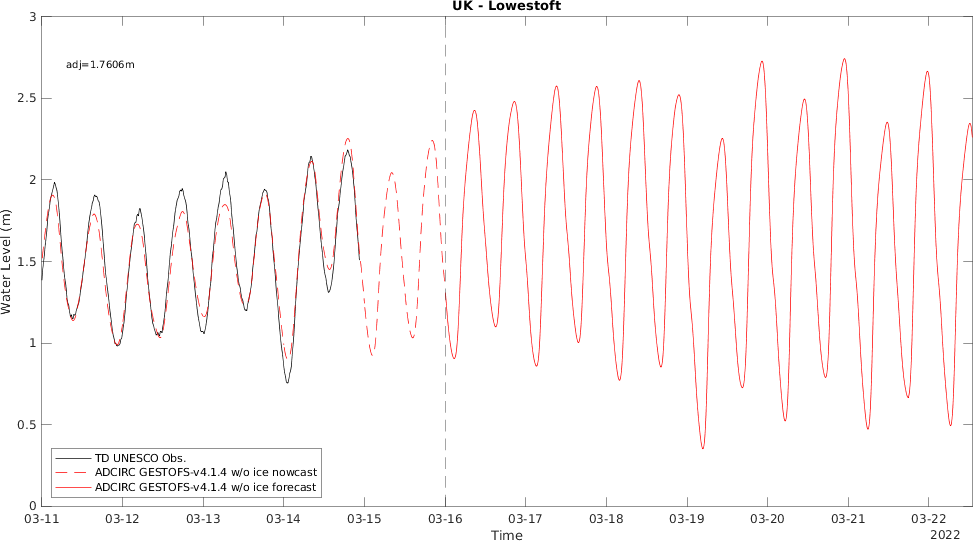 UK - Lowestoft
adj=1.7606m
3
2.5
2
1.5
1
0.5
0
Water Level (m)
TD UNESCO Obs.
ADCIRC GESTOFS-v4.1.4 w/o ice nowcast
ADCIRC GESTOFS-v4.1.4 w/o ice forecast
03-11 03-12 03-13 03-14 03-15 03-16 03-17 03-18 03-19 03-20 03-21 03-22
Time
2022